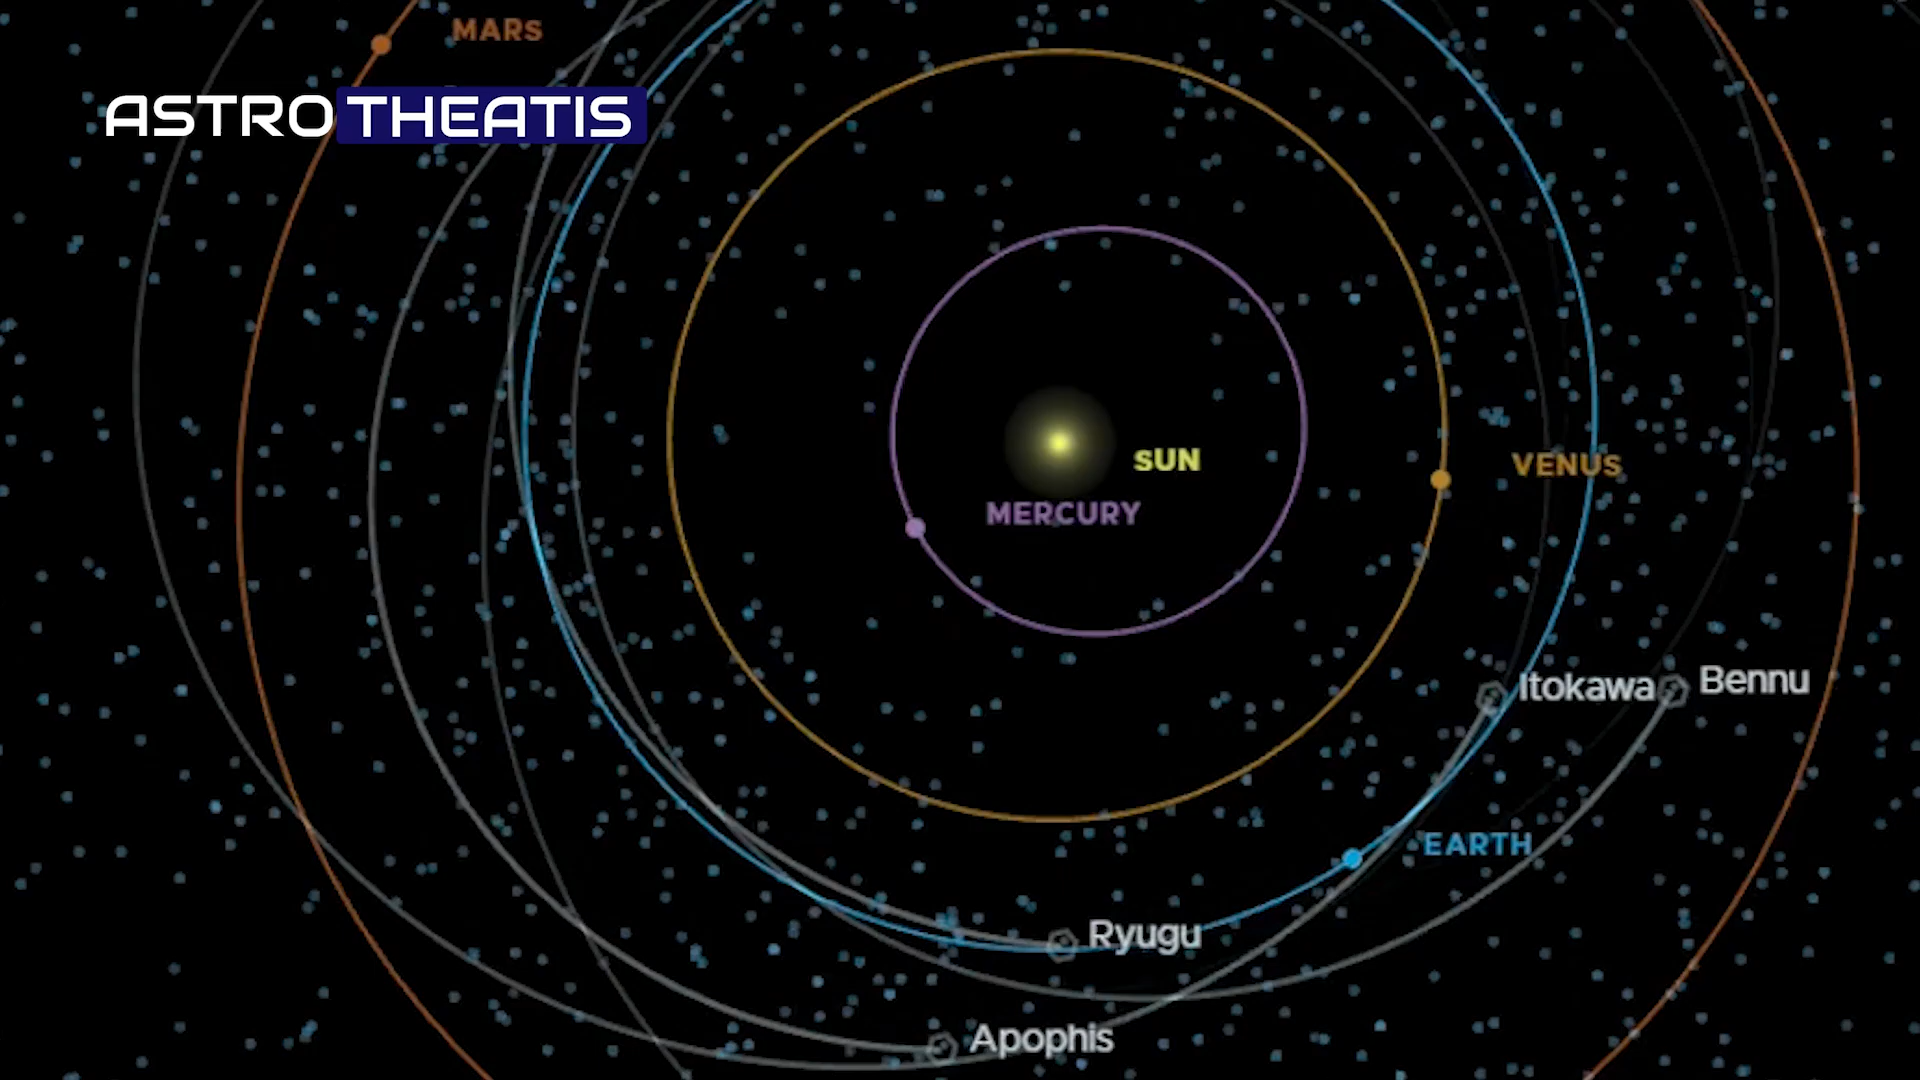 MARS
ASTRO THEATIS
SUN
VENUS
MERCURY
Itokawa
Bennu
EARTH
Ryugu
Apophis